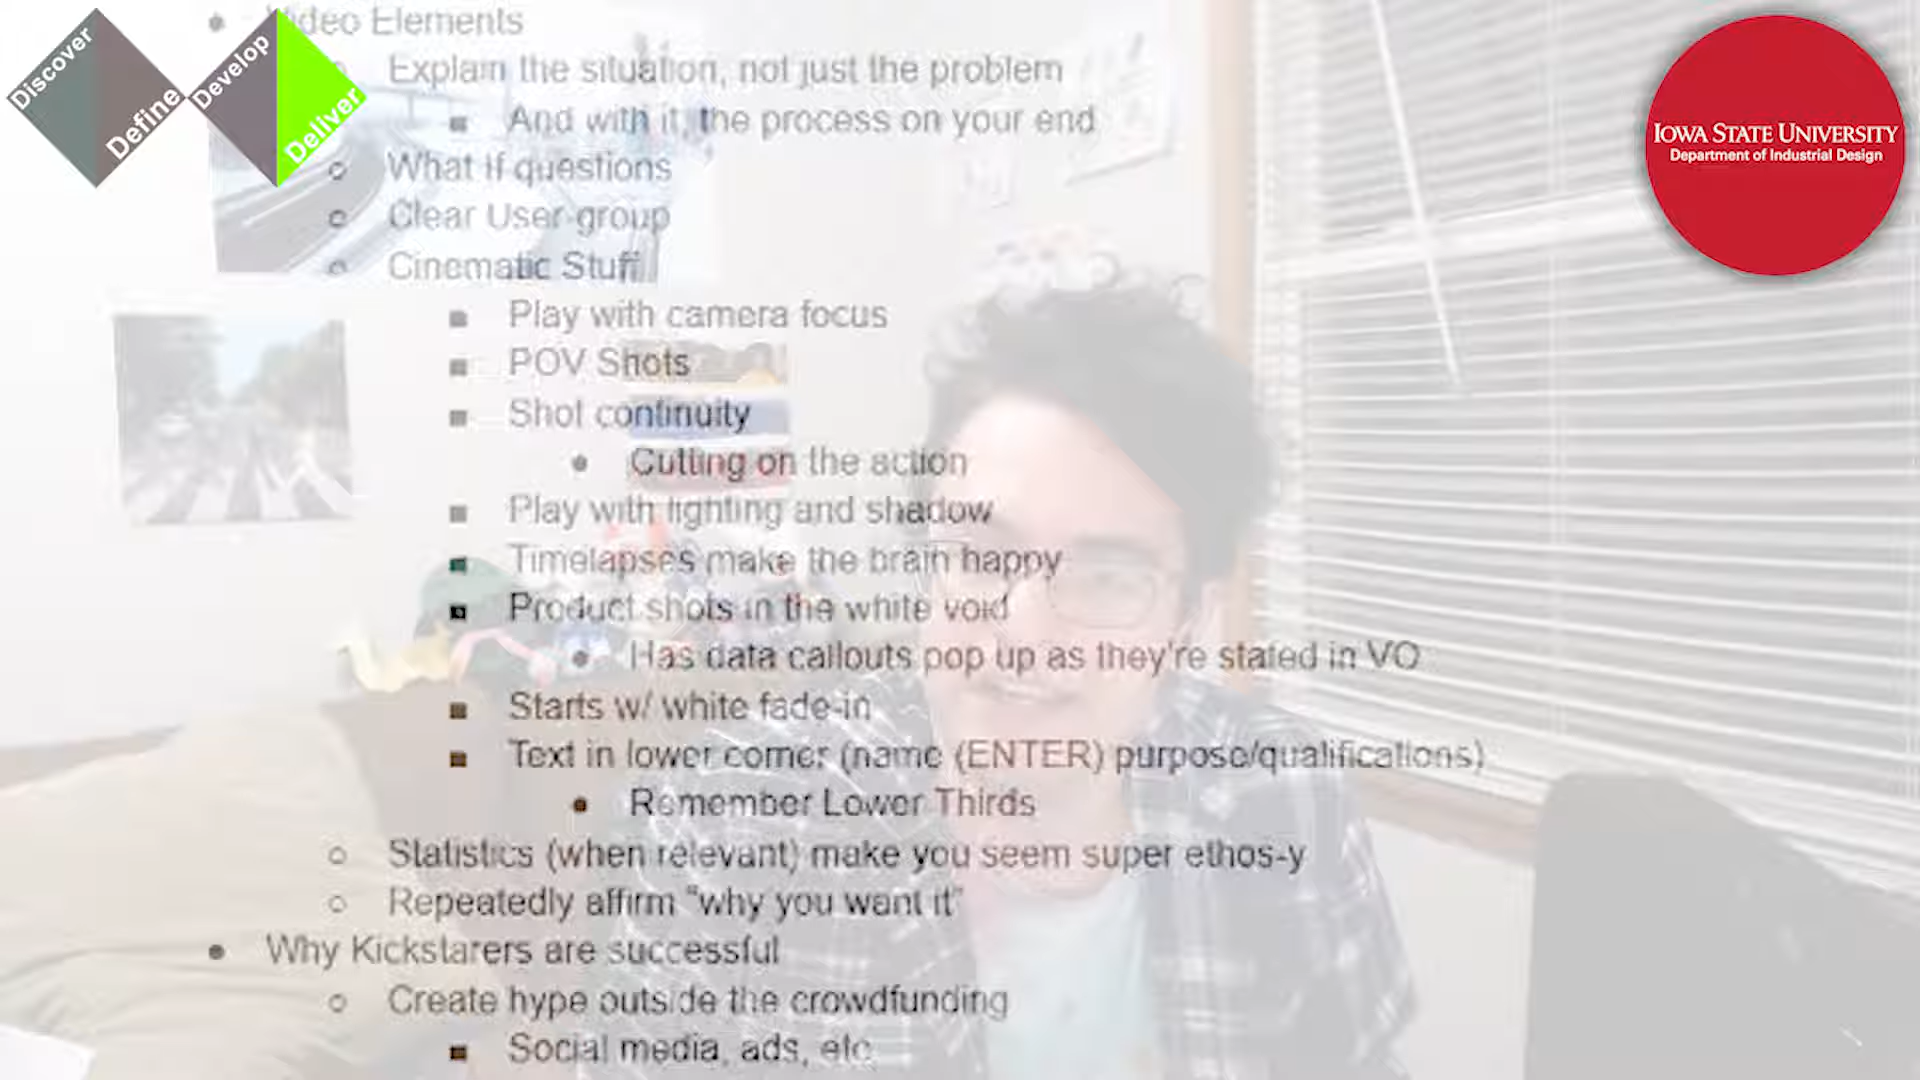 Video Elements
Explain the situation, not just the problem
And with it, the process on your end
What if questions
Clear User-group
Cinematic Stuff
Play with camera focus
POV Shots
Shot continuity
Cutting on the action
Play with lighting and shadow
Timelapses make the brain happy
Product shots in the white void
Has data callouts pop up as they're stated in VO
Starts w/ white fade-in
Text in lower corner (name (ENTER) purpose/qualifications)
Remember Lower Thirds
Statistics (when relevant) make you seem super ethos-y
Repeatedly affirm "why you want it"
Why Kickstarers are successful
Create hype outside the crowdfunding
Social media, ads, etc
Discover
Define
Develop
Deliver
IOWA STATE UNIVERSITY
Department of Industrial Design